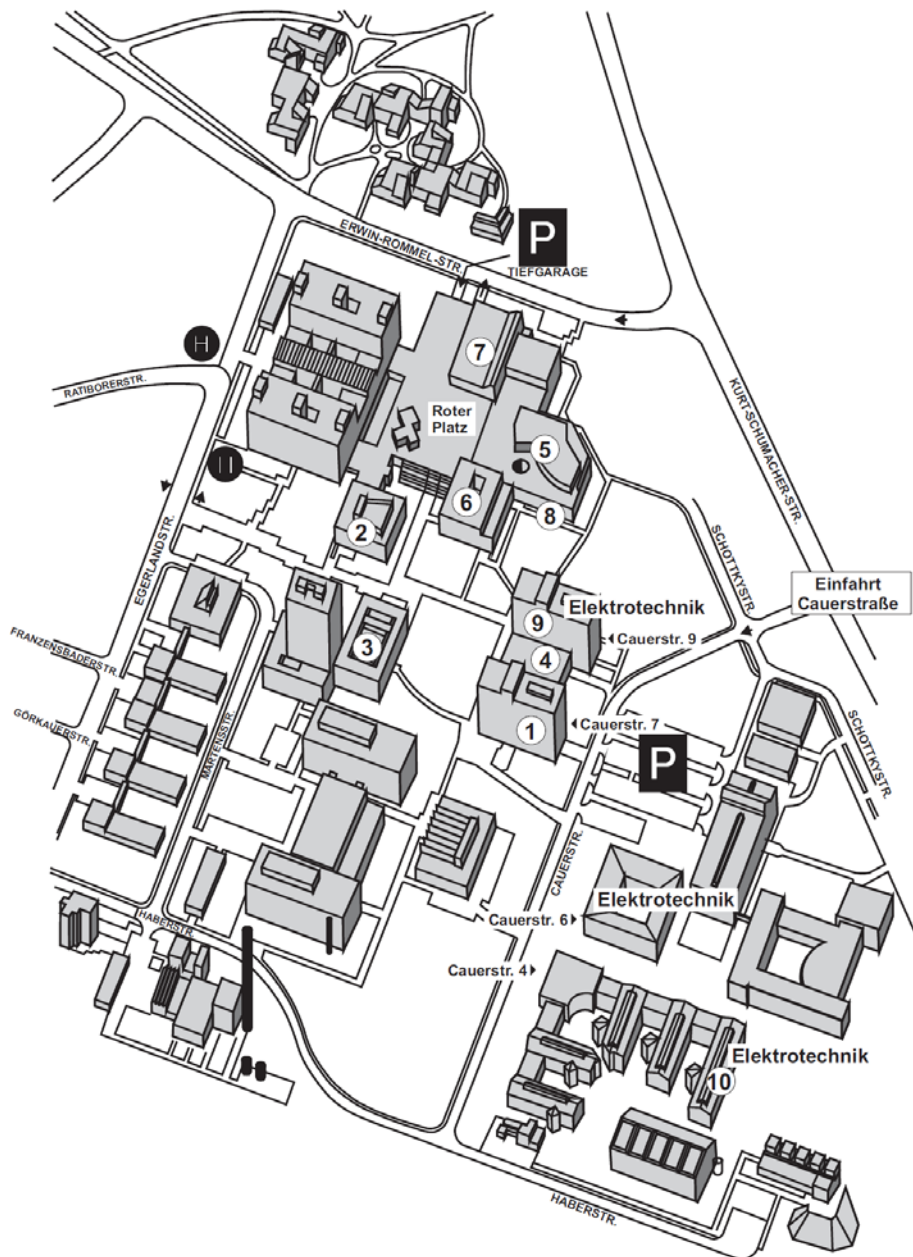 ERWIN-ROMMEL-STR.
P
TIEFGARAGE
H
RATIBORERSTR.
7
Roter
Platz
KURT-SCHUMACHER-STR.
5
6
8
2
EGERLANDSTR.
SCHOTTKYSTR.
Einfahrt
Cauerstraße
9
Elektrotechnik
Cauerstr. 9
3
4
FRANZENSBADERSTR.
GÖRKAUERSTR.
MARTENSSTR.
1
Cauerstr. 7
P
SCHOTTKYSTR.
CAUERSTR.
Elektrotechnik
Cauerstr. 6
HABERSTR.
Cauerstr. 4
Elektrotechnik
10
HABERSTR.